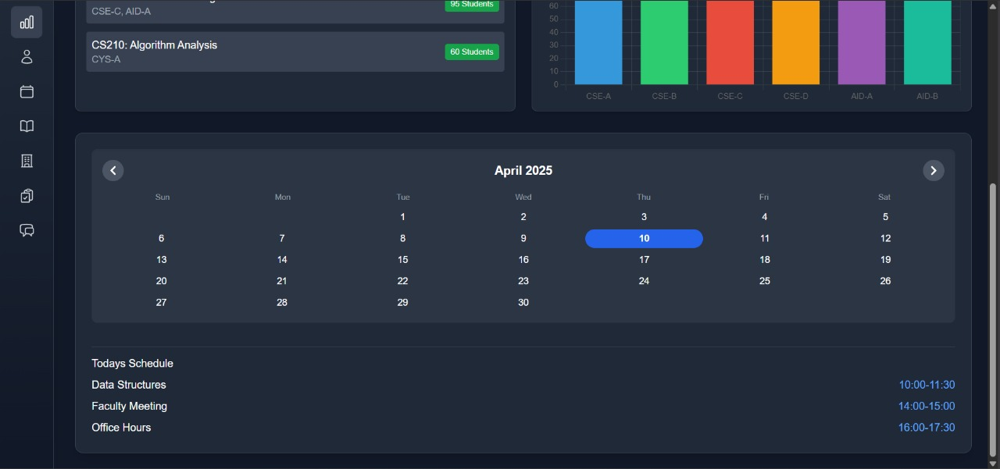 CSE-C, AID-A
95 Students
CS210: Algorithm Analysis
CYS-A
60 Students
60
50
40
30
20
10
0
CSE-A CSE-B CSE-C CSE-D AID-A AID-B
April 2025
Sun Mon Tue Wed Thu Fri Sat
1 2 3 4 5
6 7 8 9 10 11 12
13 14 15 16 17 18 19
20 21 22 23 24 25 26
27 28 29 30
Todays Schedule
Data Structures 10:00-11:30
Faculty Meeting 14:00-15:00
Office Hours 16:00-17:30